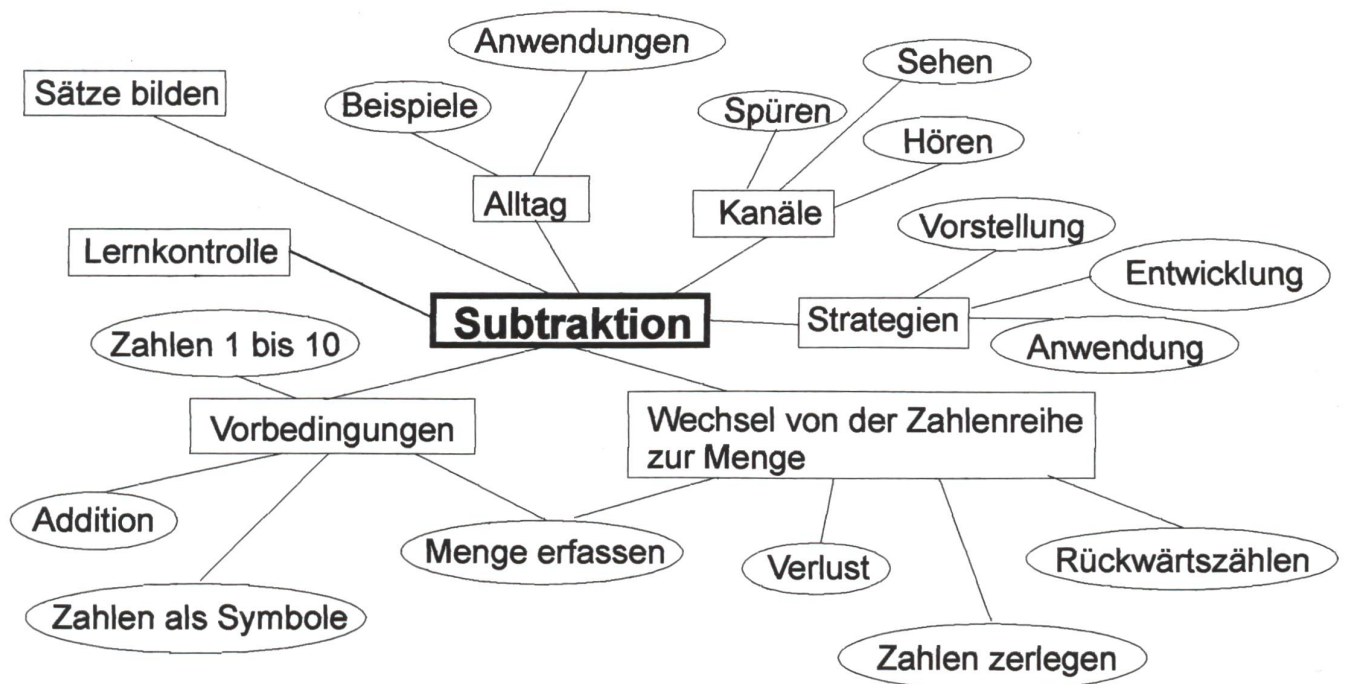 Anwendungen
Sehen
Sätze bilden
Beispiele
Spüren
Hören
Alltag
Kanäle
Vorstellung
Lernkontrolle
Entwicklung
Subtraktion
Strategien
Zahlen 1 bis 10
Anwendung
Vorbedingungen
Wechsel von der Zahlenreihe
zur Menge
Addition
Menge erfassen
Verlust
Rückwärtszählen
Zahlen als Symbole
Zahlen zerlegen